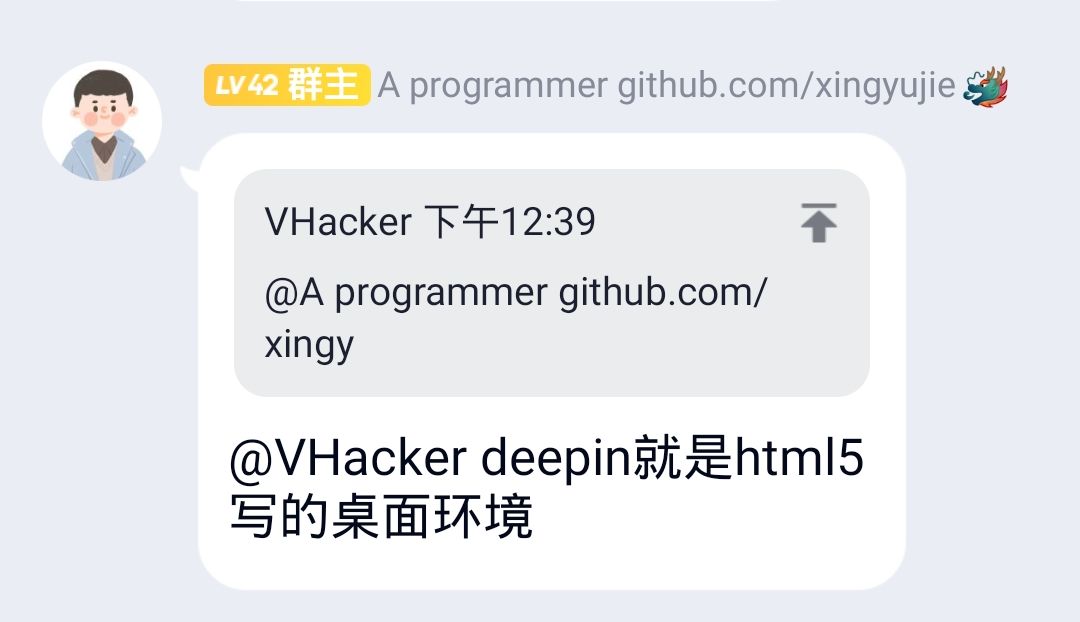 LV42 群主 A programmer github.com/xingyujie
VHacker 下午12:39
@A programmer github.com/
xingy
@VHacker deepin就是html5
写的桌面环境